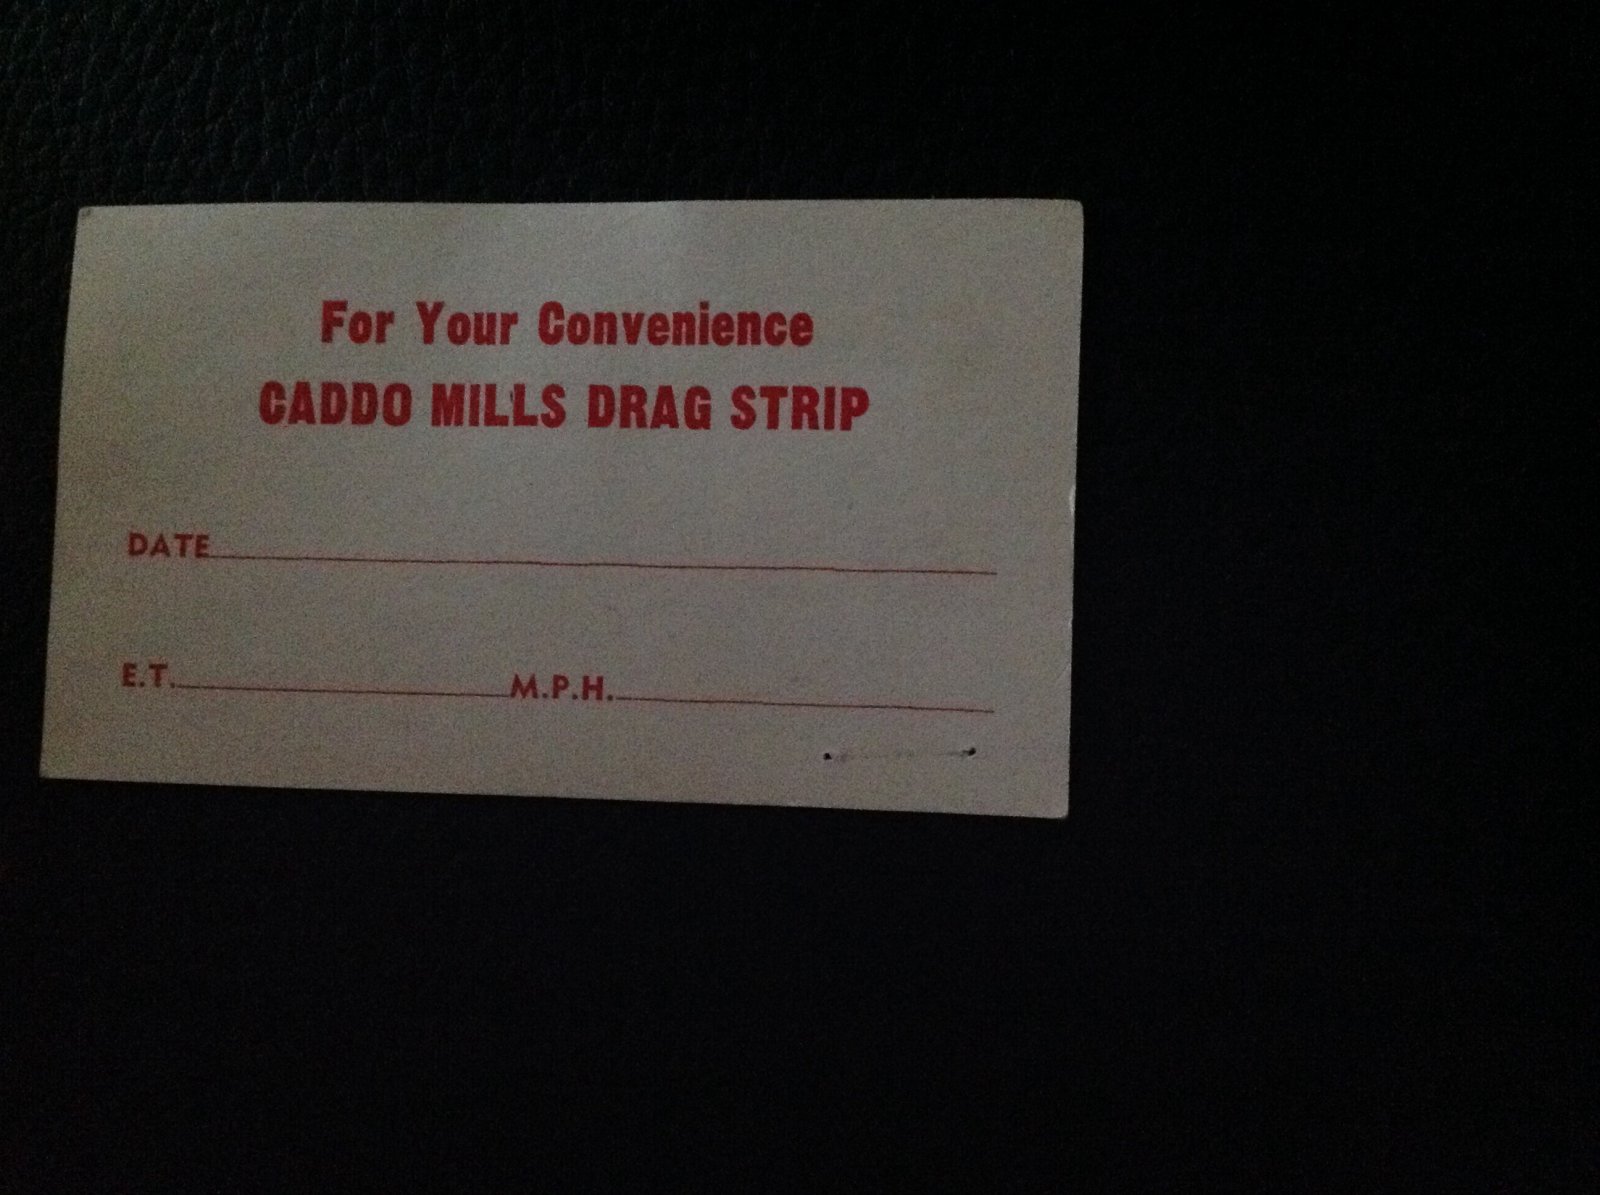 For Your Convenience
CADDO MILLS DRAG STRIP
DATE
E.T. M.P.H.